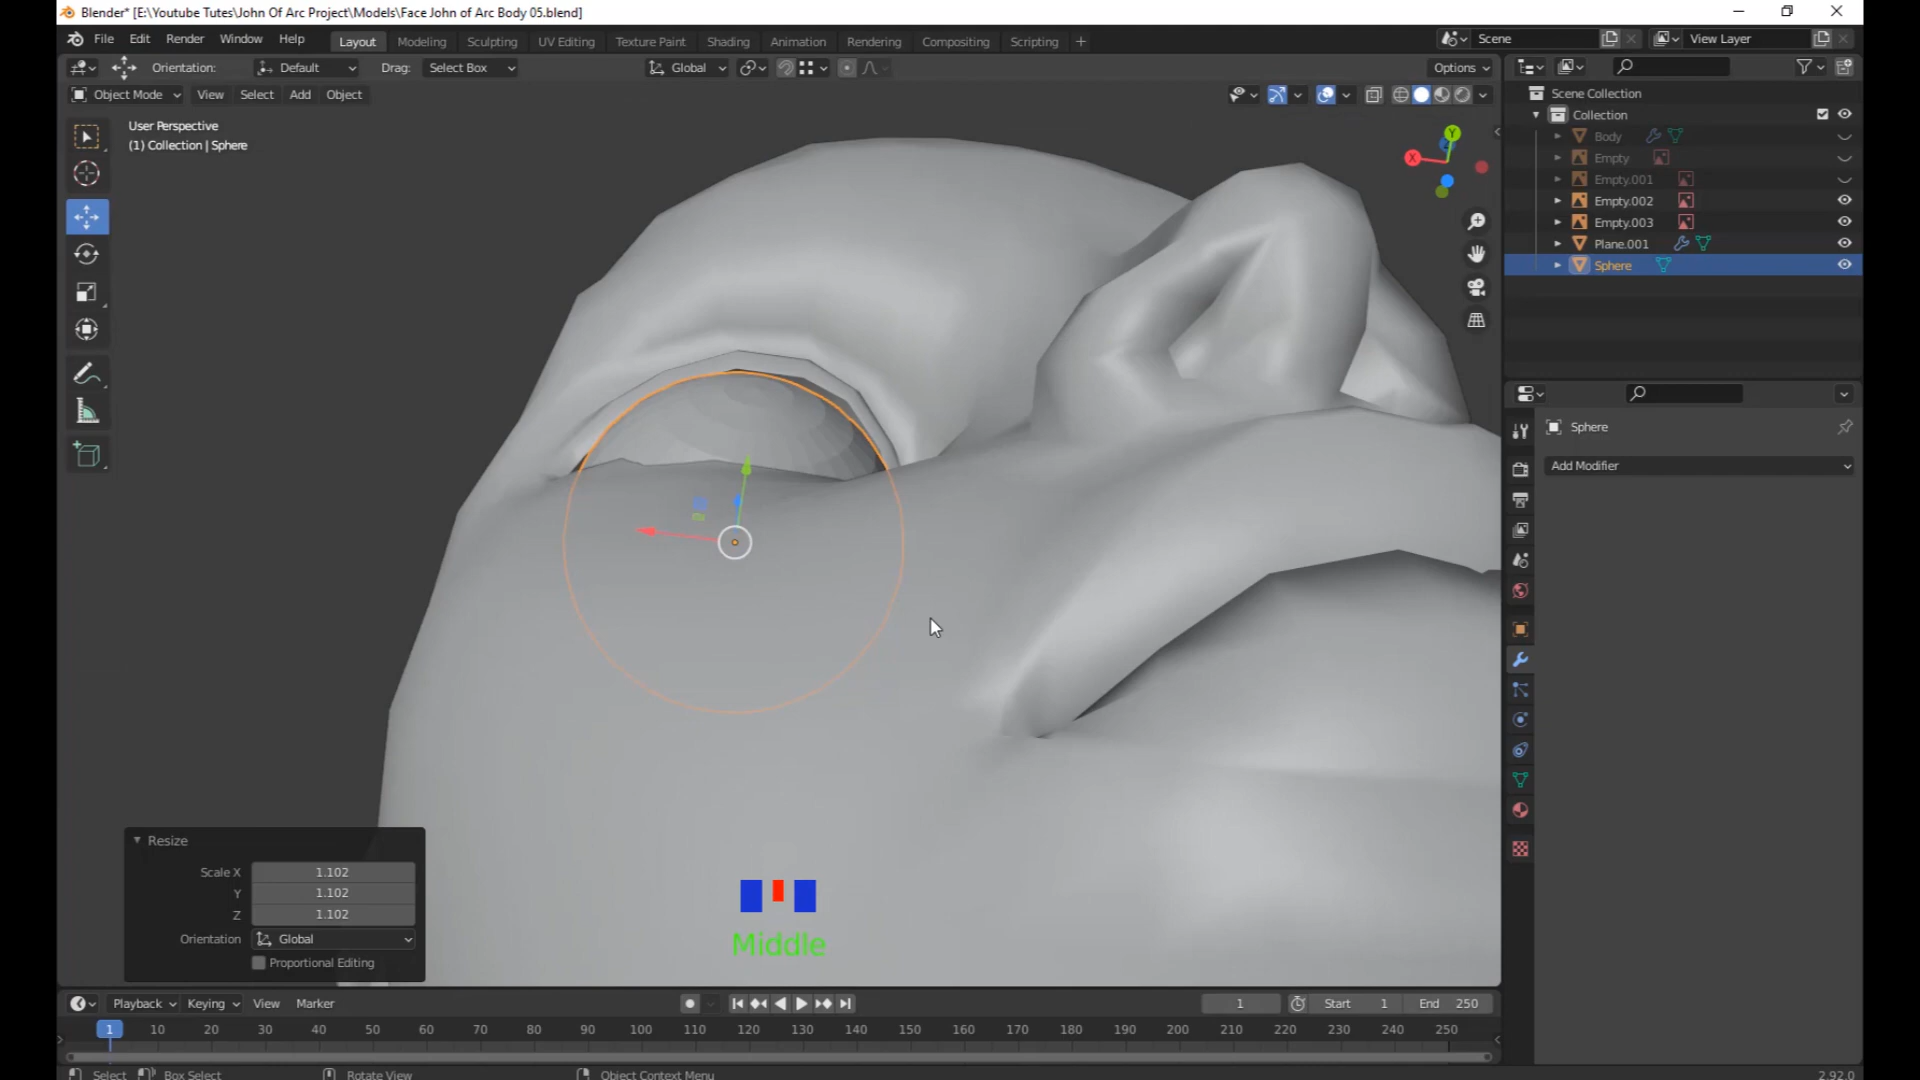 Blender* [E:\Youtube Tutes\John Of Arc Project\Models\Face John of Arc Body 05.blend]
File Edit Render Window Help Layout Modeling Sculpting UV Editing Texture Paint Shading Animation Rendering Compositing Scripting + Scene View Layer
Orientation: Default Drag: Select Box Global Options
Object Mode View Select Add Object
User Perspective
(1) Collection | Sphere
Y
X
Scene Collection
Collection
Body
Empty
Empty.001
Empty.002
Empty.003
Plane.001
Sphere
Sphere
Add Modifier
Resize
Scale X 1.102
Y 1.102
Z 1.102
Orientation Global
Proportional Editing
Middle
Playback Keying View Marker 1 Start 1 End 250
1 10 20 30 40 50 60 70 80 90 100 110 120 130 140 150 160 170 180 190 200 210 220 230 240 250
Select Box Select Rotate View Object Context Menu 2.92.0